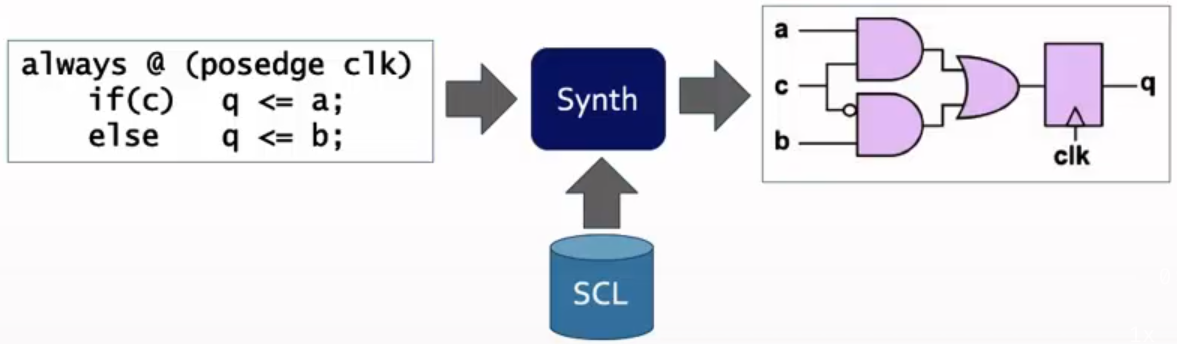 always @ (posedge clk)
if(c) q <= a;
else q <= b;
Synth
SCL
a
c
b
q
clk